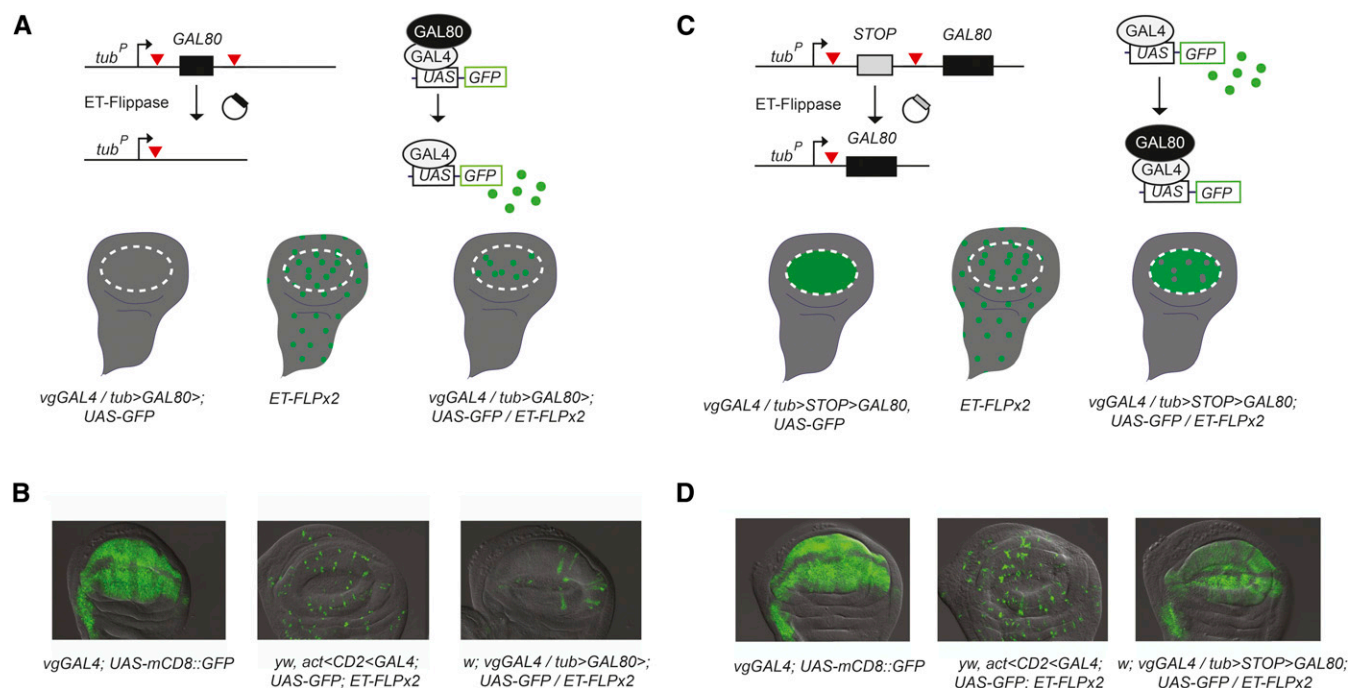 A
GAL80
tub^P
ET-Flippase
tub^P
GAL80
GAL4
UAS
GFP
GAL4
UAS
GFP
vgGAL4 / tub>GAL80>;
UAS-GFP
ET-FLPx2
vgGAL4 / tub>GAL80>;
UAS-GFP / ET-FLPx2
B
vgGAL4; UAS-mCD8::GFP
yw, act<CD2<GAL4;
UAS-GFP; ET-FLPx2
w; vgGAL4 / tub>GAL80>;
UAS-GFP / ET-FLPx2
C
STOP
GAL80
tub^P
ET-Flippase
GAL80
tub^P
GAL4
UAS
GFP
GAL80
GAL4
UAS
GFP
vgGAL4 / tub>STOP>GAL80,
UAS-GFP
ET-FLPx2
vgGAL4 / tub>STOP>GAL80;
UAS-GFP / ET-FLPx2
D
vgGAL4; UAS-mCD8::GFP
yw, act<CD2<GAL4;
UAS-GFP; ET-FLPx2
w; vgGAL4 / tub>STOP>GAL80;
UAS-GFP / ET-FLPx2